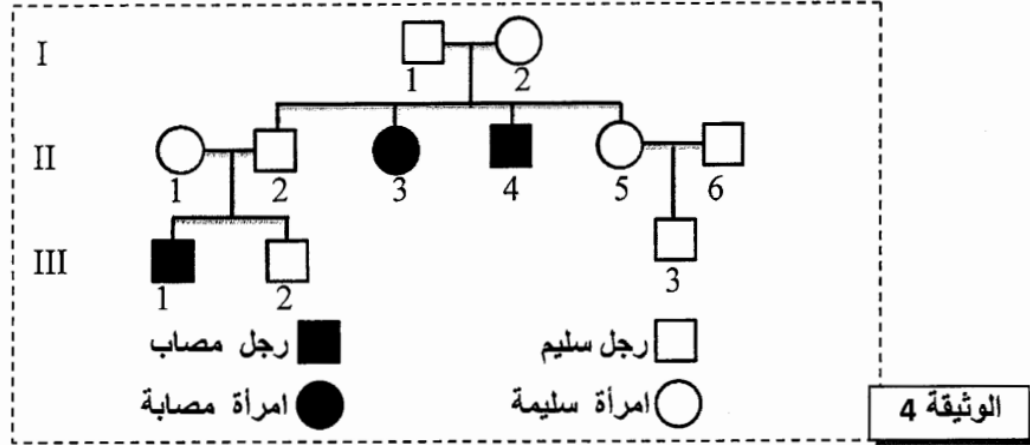 I
1 2
II
1 2 3 4 5 6
III
1 2 3
رجل سليم رجل مصاب
امرأة سليمة امرأة مصابة
الوثيقة 4